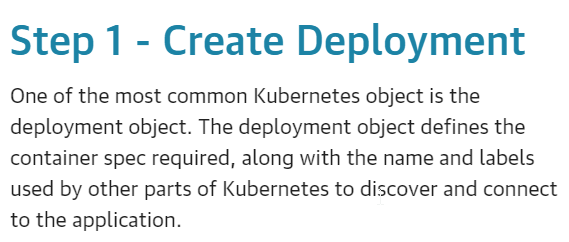 Step 1 - Create Deployment
One of the most common Kubernetes object is the
deployment object. The deployment object defines the
container spec required, along with the name and labels
used by other parts of Kubernetes to discover and connect
to the application.